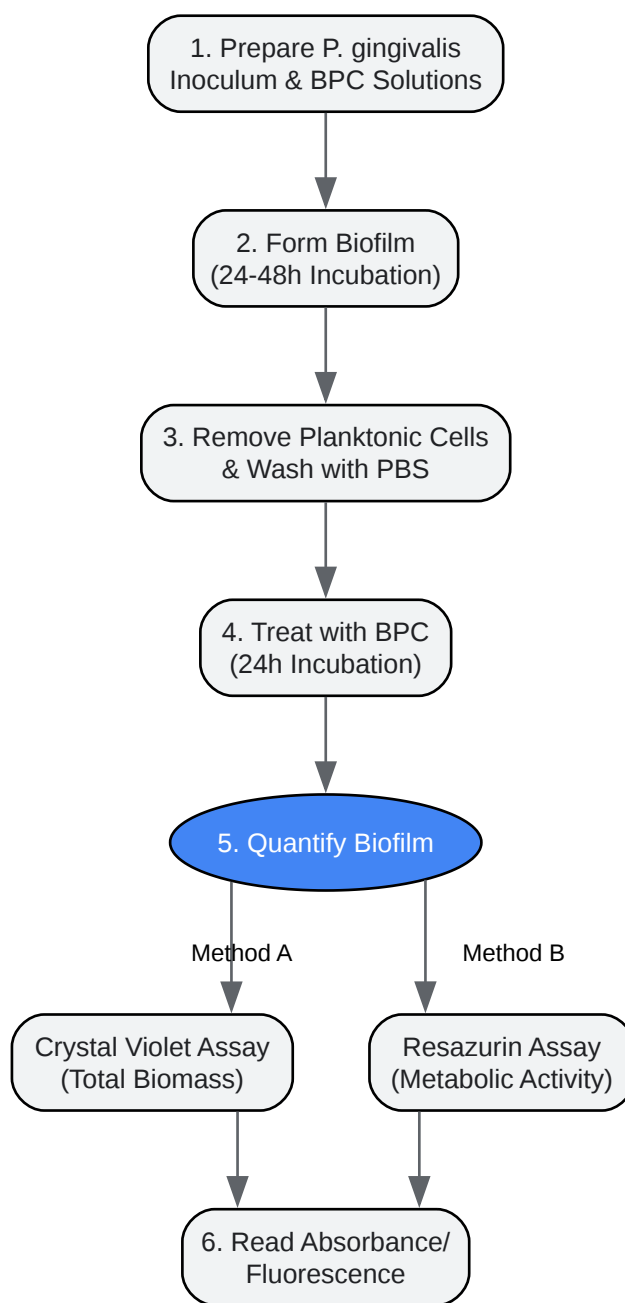 1. Prepare P. gingivalis
Inoculum & BPC Solutions
2. Form Biofilm
(24-48h Incubation)
3. Remove Planktonic Cells
& Wash with PBS
4. Treat with BPC
(24h Incubation)
5. Quantify Biofilm
Method A
Method B
Crystal Violet Assay
(Total Biomass)
Resazurin Assay
(Metabolic Activity)
6. Read Absorbance/
Fluorescence